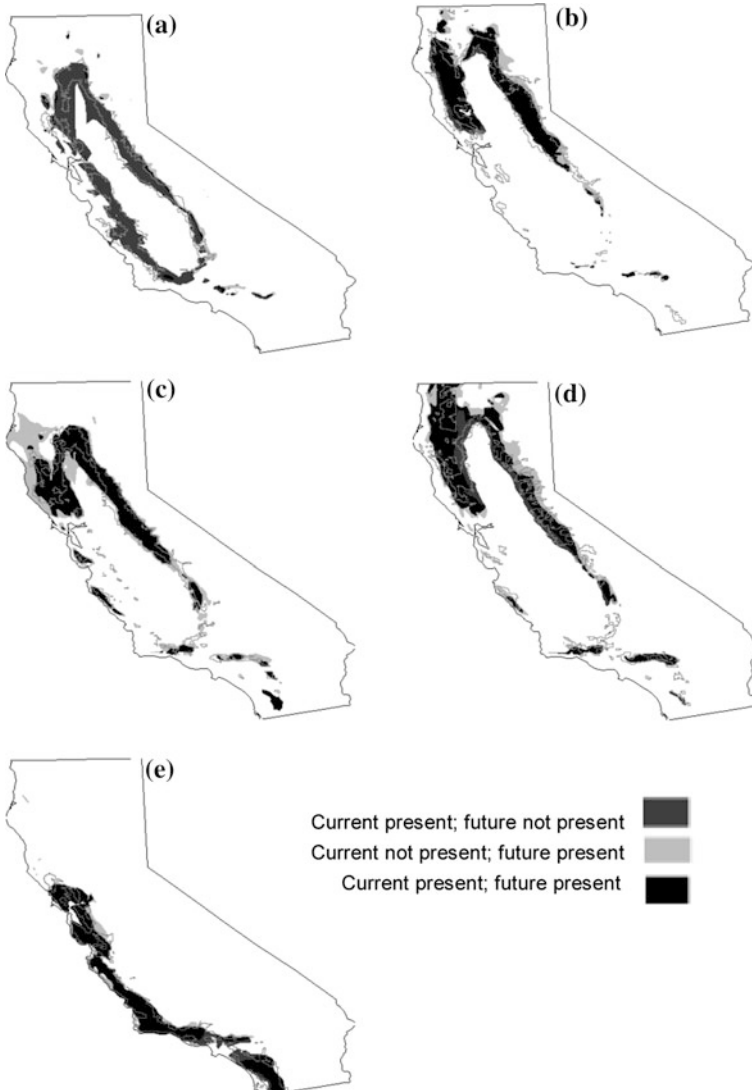 (a)
(b)
(c)
(d)
(e)
Current present; future not present
Current not present; future present
Current present; future present